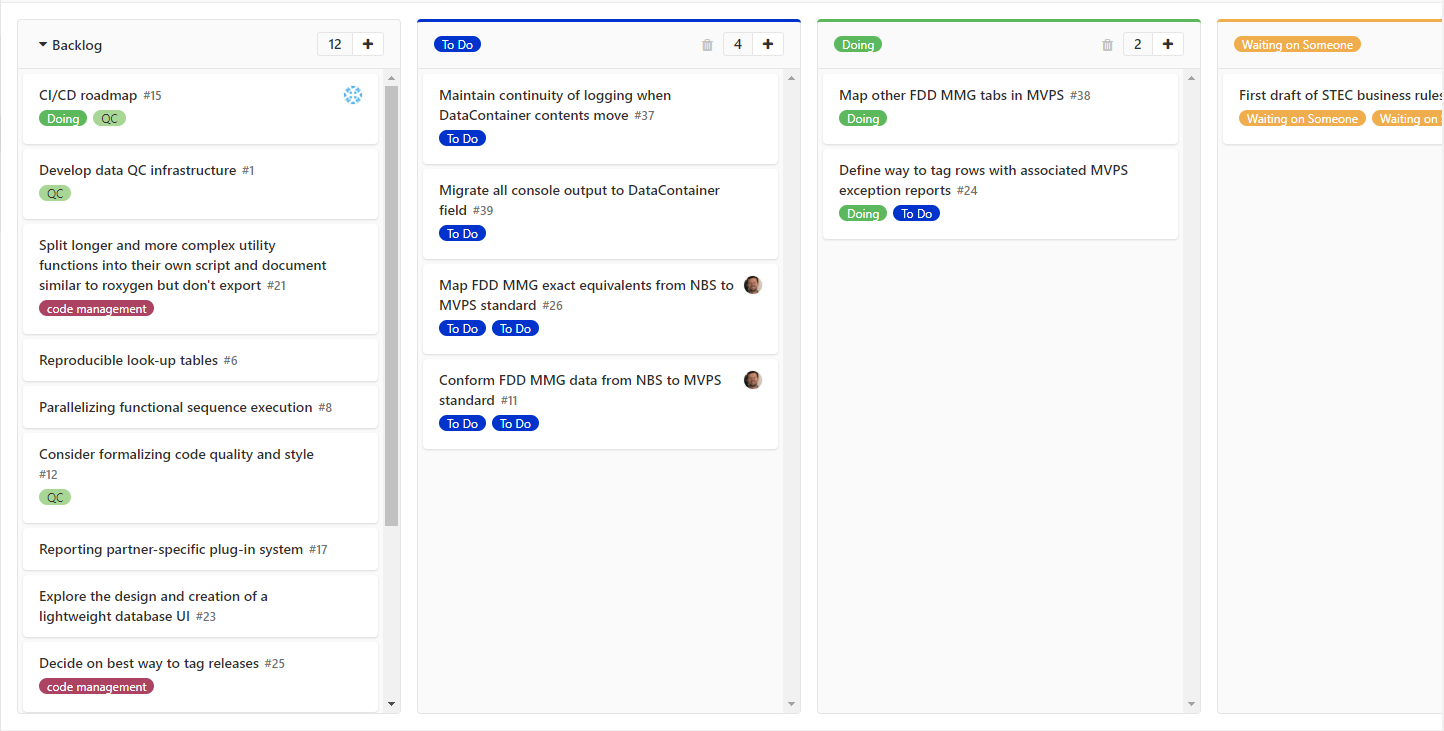 Backlog 12
CI/CD roadmap #15
Doing QC
Develop data QC infrastructure #1
QC
Split longer and more complex utility
functions into their own script and document
similar to roxygen but don't export #21
code management
Reproducible look-up tables #6
Parallelizing functional sequence execution #8
Consider formalizing code quality and style
#12
QC
Reporting partner-specific plug-in system #17
Explore the design and creation of a
lightweight database UI #23
Decide on best way to tag releases #25
code management
To Do 4
Maintain continuity of logging when
DataContainer contents move #37
To Do
Migrate all console output to DataContainer
field #39
To Do
Map FDD MMG exact equivalents from NBS to
MVPS standard #26
To Do To Do
Conform FDD MMG data from NBS to MVPS
standard #11
To Do To Do
Doing 2
Map other FDD MMG tabs in MVPS #38
Doing
Define way to tag rows with associated MVPS
exception reports #24
Doing To Do
Waiting on Someone
First draft of STEC business rules
Waiting on Someone Waiting on